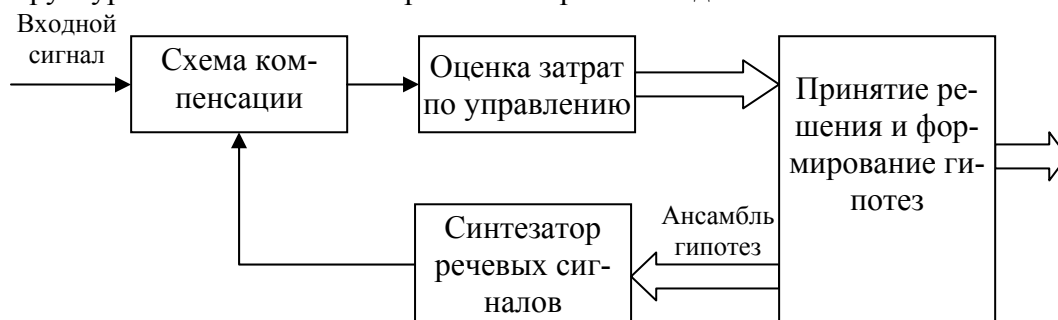 Входной
сигнал
Схема ком-
пенсации
Оценка затрат
по управлению
Принятие ре-
шения и фор-
мирование ги-
потез
Ансамбль
гипотез
Синтезатор
речевых сиг-
налов